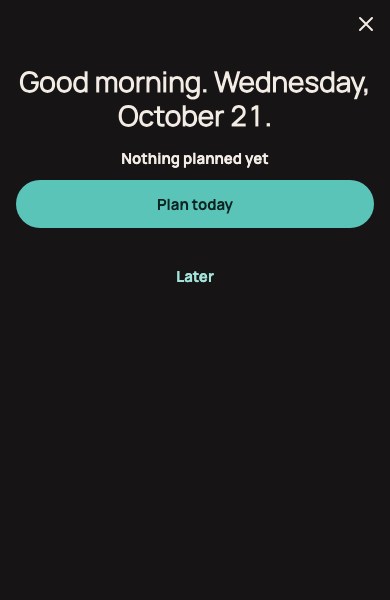 Good morning. Wednesday,
October 21.
Nothing planned yet
Plan today
Later